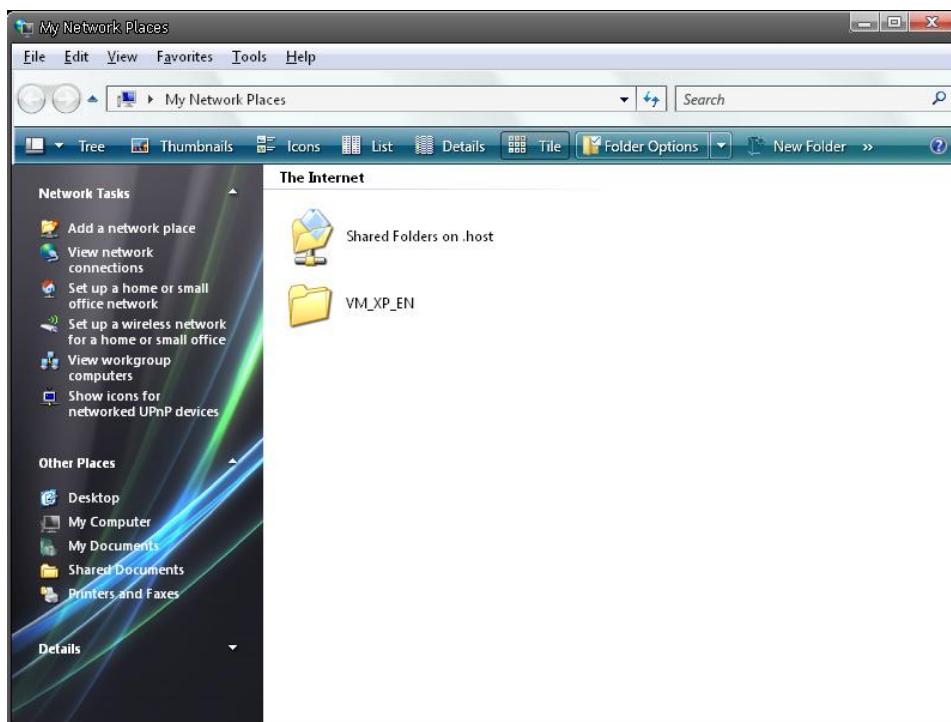 My Network Places
File Edit View Favorites Tools Help
My Network Places Search
Tree Thumbnails Icons List Details Tile Folder Options New Folder »
Network Tasks
Add a network place
View network
connections
Set up a home or small
office network
Set up a wireless network
for a home or small office
View workgroup
computers
Show icons for
networked UPnP devices
Other Places
Desktop
My Computer
My Documents
Shared Documents
Printers and Faxes
Details
The Internet
Shared Folders on .host
VM_XP_EN